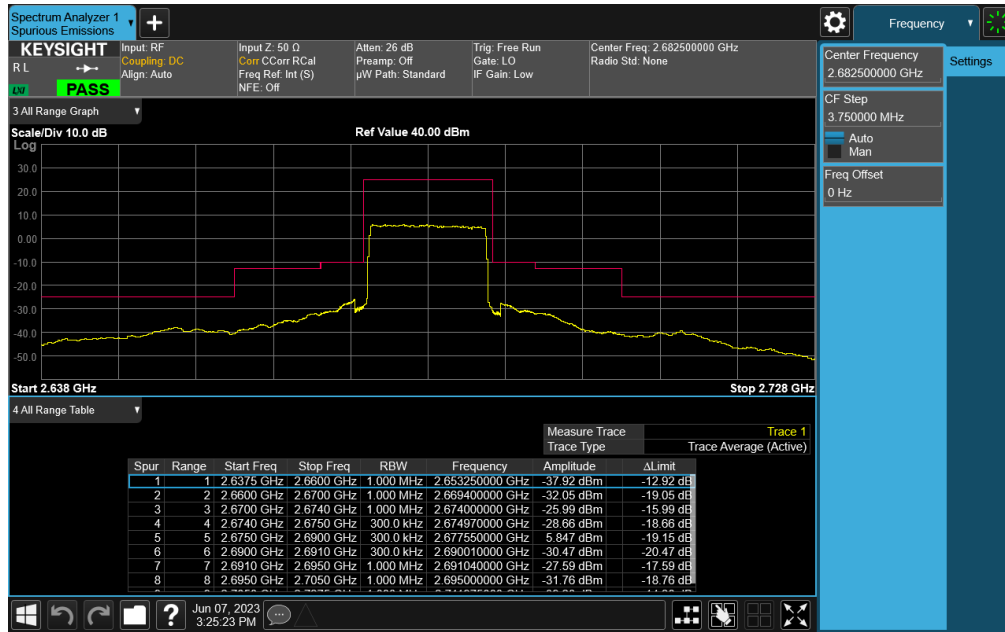 Spectrum Analyzer 1
Spurious Emissions
Frequency
KEYSIGHT
R L
LXI
PASS
Input: RF
Coupling: DC
Align: Auto
Input Z: 50 Ω
Corr CCorr RCal
Freq Ref: Int (S)
NFE: Off
Atten: 26 dB
Preamp: Off
µW Path: Standard
Trig: Free Run
Gate: LO
IF Gain: Low
Center Freq: 2.682500000 GHz
Radio Std: None
Center Frequency
2.682500000 GHz
Settings
CF Step
3.750000 MHz
Auto
Man
Freq Offset
0 Hz
3 All Range Graph
Scale/Div 10.0 dB
Ref Value 40.00 dBm
Log
30.0
20.0
10.0
0.00
-10.0
-20.0
-30.0
-40.0
-50.0
Start 2.638 GHz
Stop 2.728 GHz
4 All Range Table
Measure Trace Trace 1
Trace Type Trace Average (Active)
Spur Range Start Freq Stop Freq RBW Frequency Amplitude ΔLimit
1 1 2.6375 GHz 2.6600 GHz 1.000 MHz 2.653250000 GHz -37.92 dBm -12.92 dB
2 2 2.6600 GHz 2.6700 GHz 1.000 MHz 2.669400000 GHz -32.05 dBm -19.05 dB
3 3 2.6700 GHz 2.6740 GHz 1.000 MHz 2.674000000 GHz -25.99 dBm -15.99 dB
4 4 2.6740 GHz 2.6750 GHz 300.0 kHz 2.674970000 GHz -28.66 dBm -18.66 dB
5 5 2.6750 GHz 2.6900 GHz 300.0 kHz 2.677550000 GHz 5.847 dBm -19.15 dB
6 6 2.6900 GHz 2.6910 GHz 300.0 kHz 2.690010000 GHz -30.47 dBm -20.47 dB
7 7 2.6910 GHz 2.6950 GHz 1.000 MHz 2.691040000 GHz -27.59 dBm -17.59 dB
8 8 2.6950 GHz 2.7050 GHz 1.000 MHz 2.695000000 GHz -31.76 dBm -18.76 dB
Jun 07, 2023
3:25:23 PM